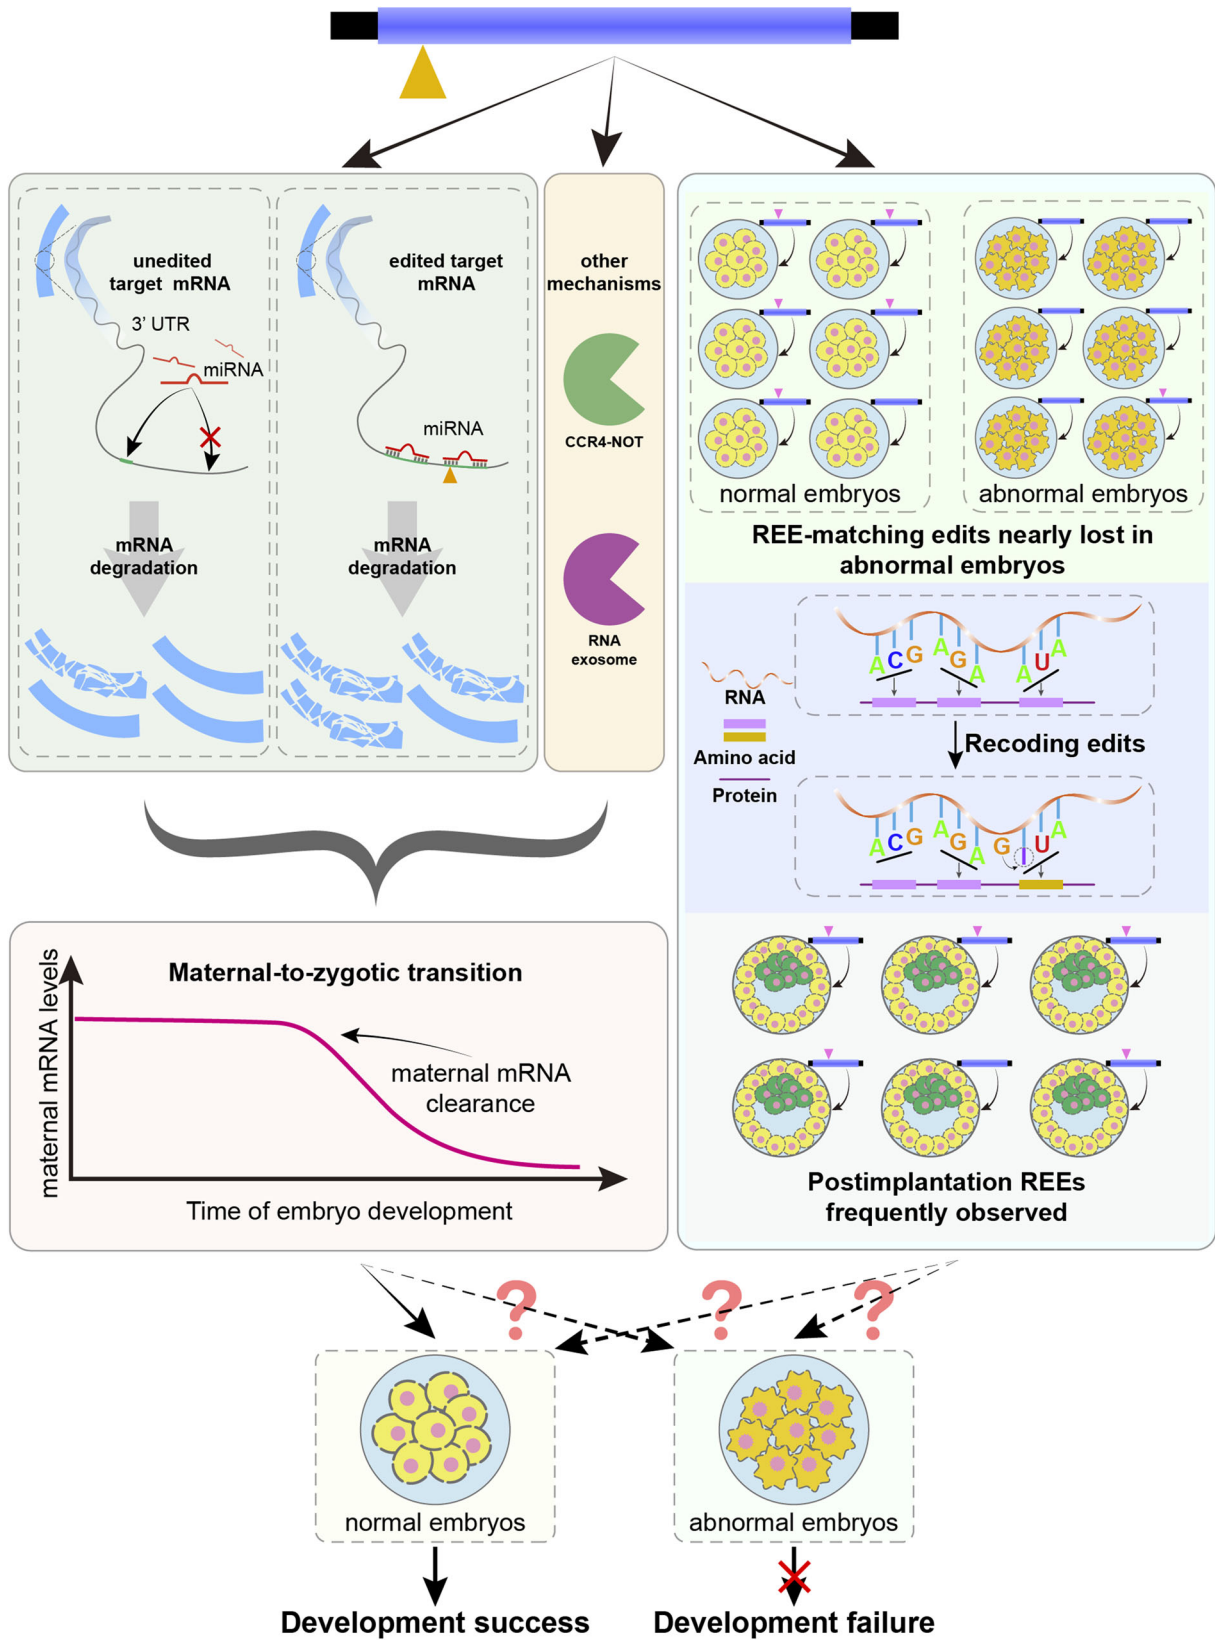 unedited
target mRNA
3' UTR
miRNA
mRNA
degradation
edited target
mRNA
miRNA
mRNA
degradation
other
mechanisms
CCR4-NOT
RNA
exosome
normal embryos
abnormal embryos
REE-matching edits nearly lost in
abnormal embryos
A C G A G A A U A
RNA
Amino acid
Protein
Recoding edits
A C G A G A G I U A
Postimplantation REEs
frequently observed
Maternal-to-zygotic transition
maternal mRNA levels
maternal mRNA
clearance
Time of embryo development
? ? ?
normal embryos
abnormal embryos
Development success
Development failure